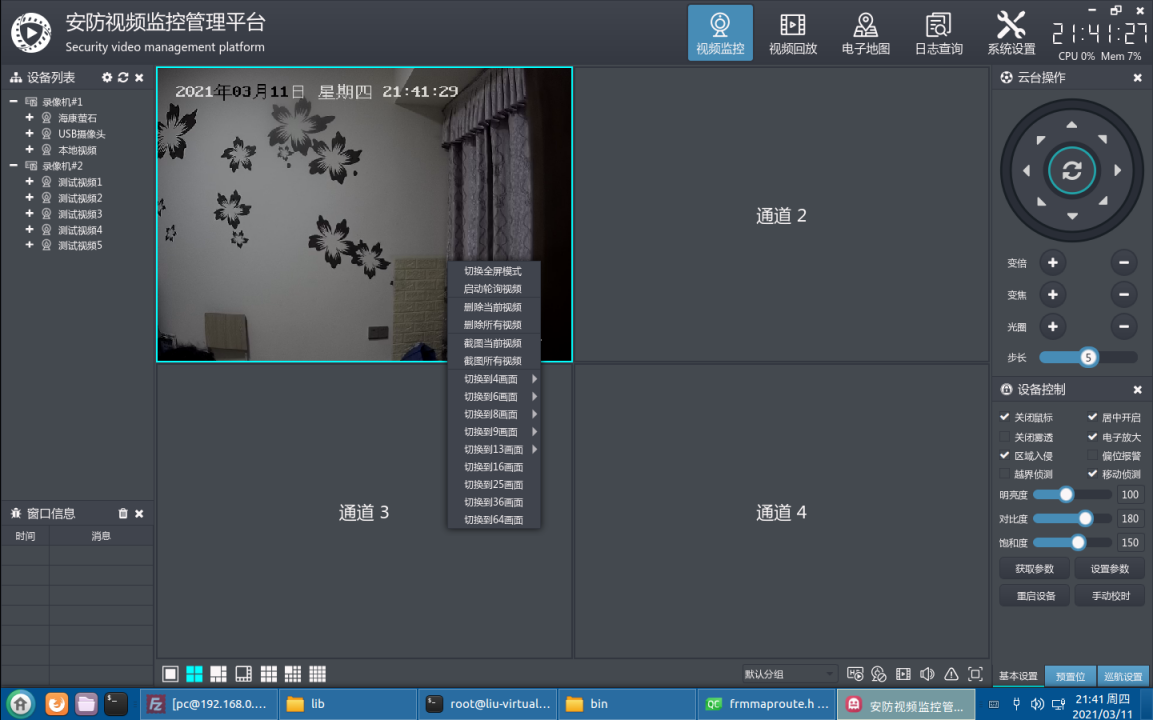 安防视频监控管理平台
Security video management platform
视频监控
视频回放
电子地图
日志查询
系统设置
21:41:27
CPU 0% Mem 7%
设备列表
录像机#1
海康萤石
USB摄像头
本地视频
录像机#2
测试视频1
测试视频2
测试视频3
测试视频4
测试视频5
窗口信息
时间
消息
2021年03月11日 星期四 21:41:29
通道 2
通道 3
通道 4
切换全屏模式
启动轮询视频
删除当前视频
删除所有视频
截图当前视频
截图所有视频
切换到4画面
切换到6画面
切换到8画面
切换到9画面
切换到13画面
切换到16画面
切换到25画面
切换到36画面
切换到64画面
云台操作
变倍
变焦
光圈
步长
5
设备控制
关闭鼠标
居中开启
关闭雾透
电子放大
区域入侵
偏位报警
越界侦测
移动侦测
明亮度
100
对比度
180
饱和度
150
获取参数
设置参数
重启设备
手动校时
默认分组
基本设置
预置位
巡航设置
[pc@192.168.0....
lib
root@liu-virtual...
bin
frmmaproute.h ...
安防视频监控管...
21:41 周四
2021/03/11